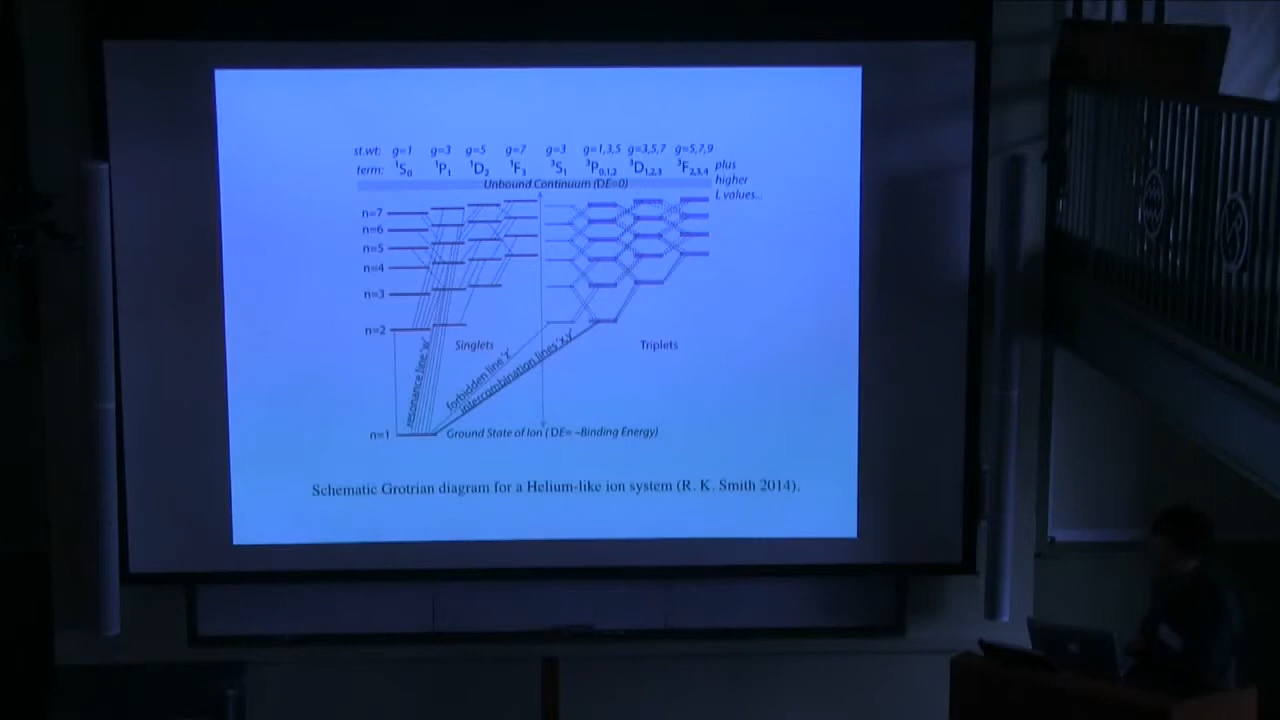 st.wt: g=1 g=3 g=5 g=7 g=3 g=1,3,5 g=3,5,7 g=5,7,9
term: ¹S₀ ¹P₁ ¹D₂ ¹F₃ ³S₁ ³P₀,₁,₂ ³D₁,₂,₃ ³F₂,₃,₄ plus
higher
L values...
Unbound Continuum (DE=0)
n=7
n=6
n=5
n=4
n=3
n=2
Singlets
Triplets
resonance line 'w'
forbidden line 'z'
intercombination lines 'x,y'
n=1
Ground State of Ion ( DE= –Binding Energy)
Schematic Grotrian diagram for a Helium-like ion system (R. K. Smith 2014).